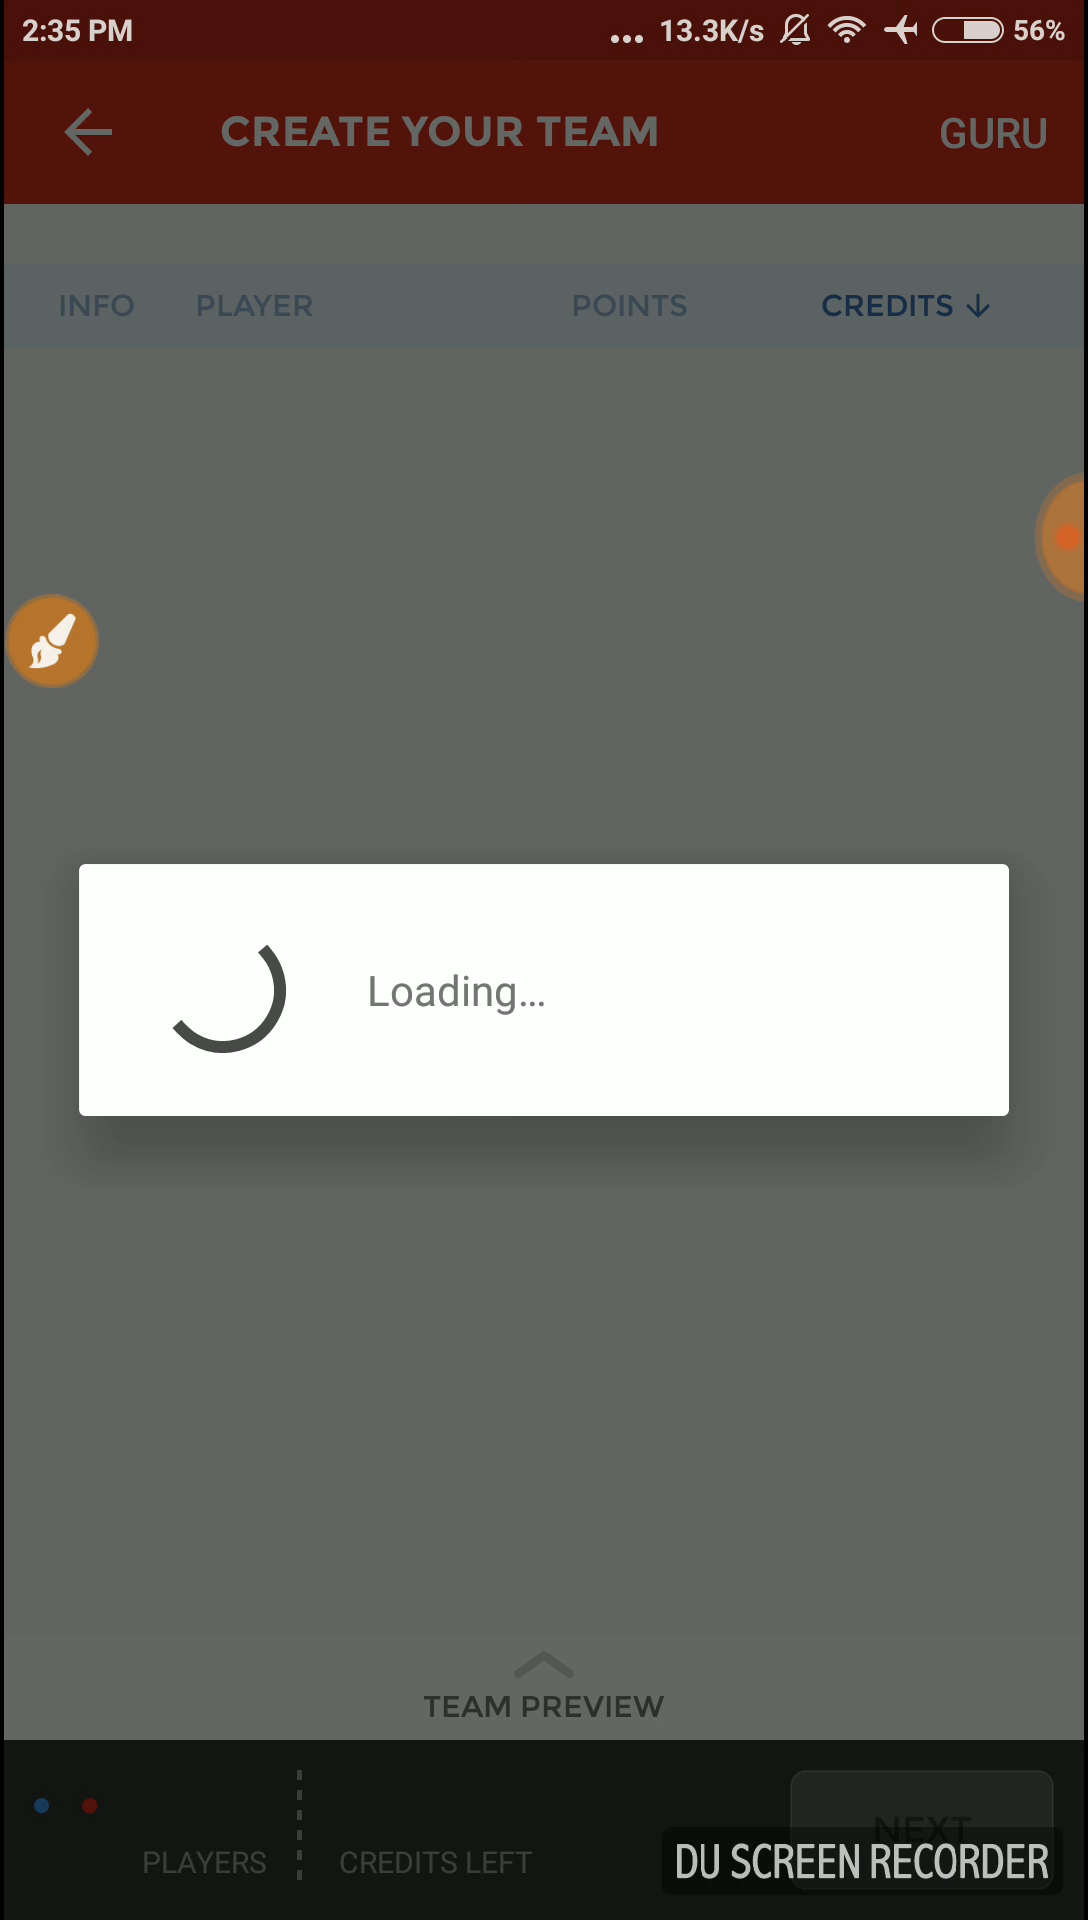 2:35 PM
... 13.3K/s 56%
CREATE YOUR TEAM
GURU
INFO PLAYER POINTS CREDITS
Loading...
TEAM PREVIEW
NEXT
PLAYERS CREDITS LEFT
DU SCREEN RECORDER